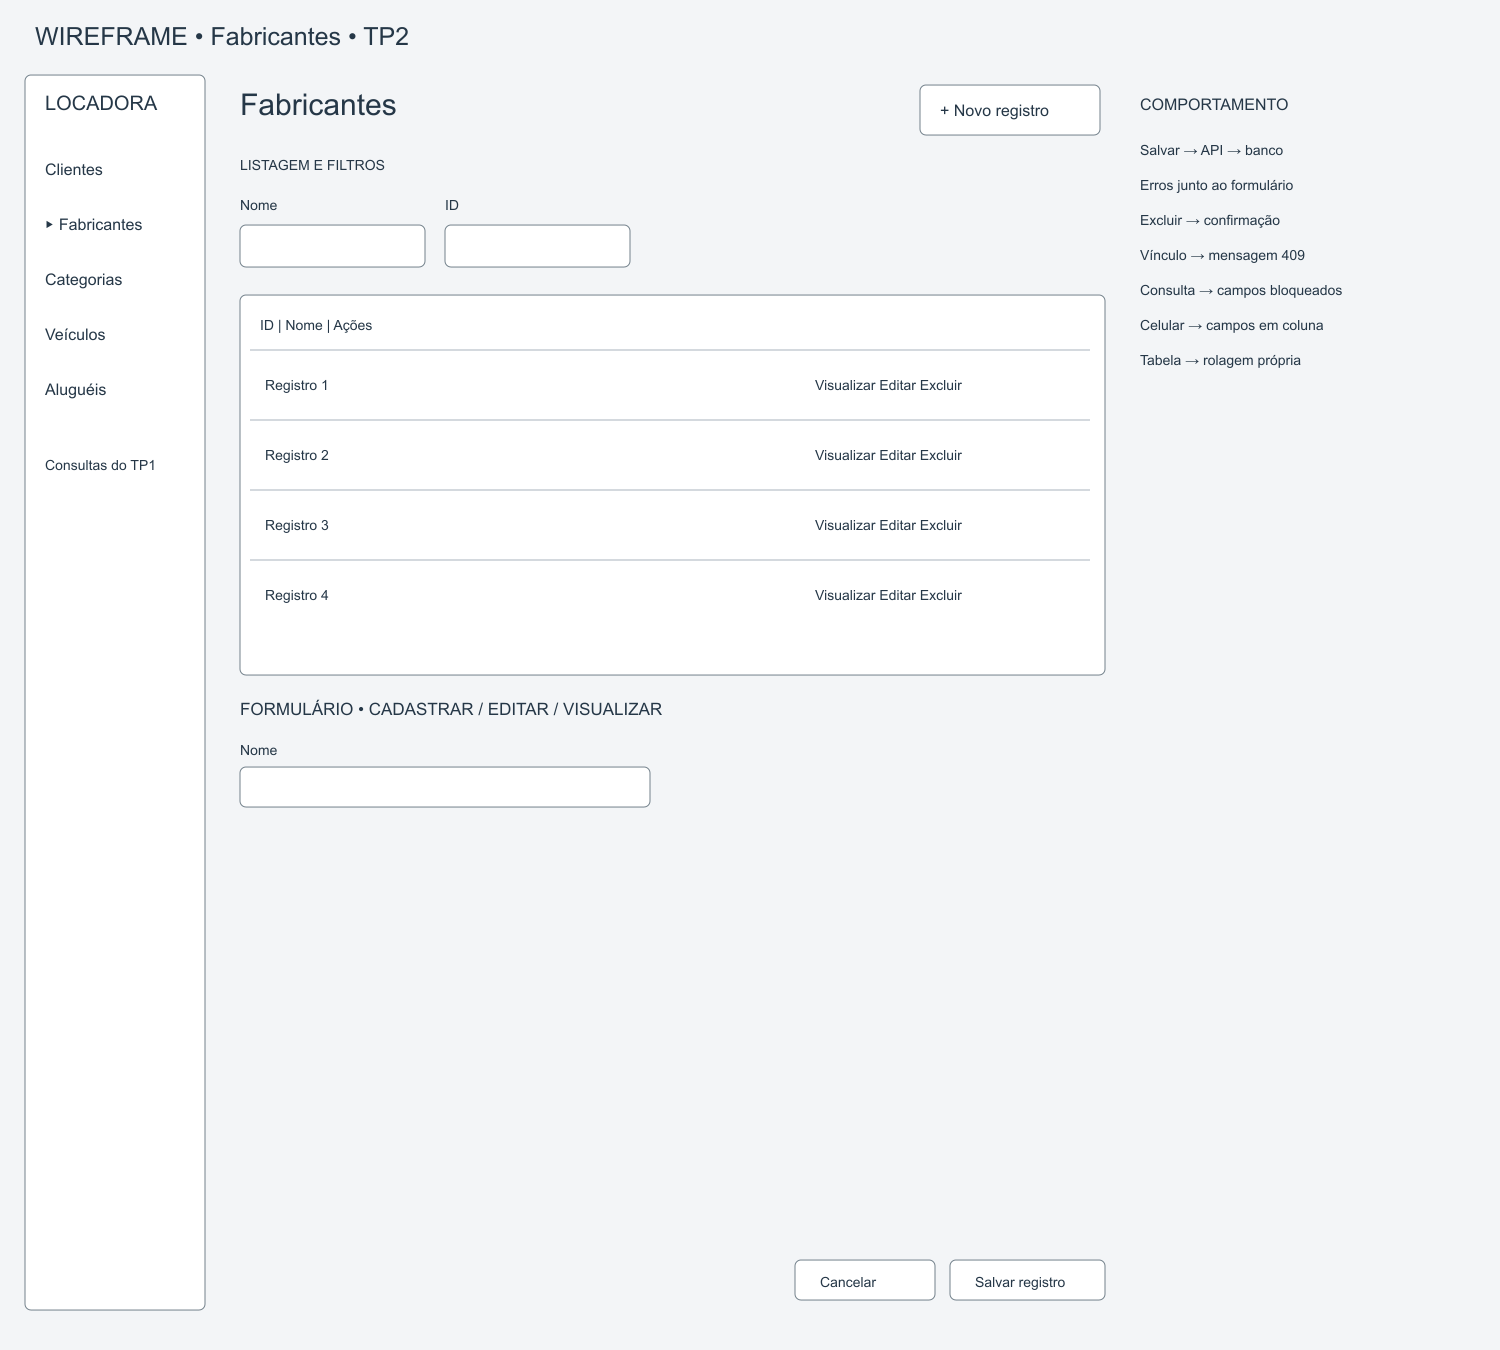 WIREFRAME • Fabricantes • TP2
LOCADORA
Clientes
▸ Fabricantes
Categorias
Veículos
Aluguéis
Consultas do TP1
Fabricantes
+ Novo registro
LISTAGEM E FILTROS
Nome
ID
ID | Nome | Ações
Registro 1
Visualizar Editar Excluir
Registro 2
Visualizar Editar Excluir
Registro 3
Visualizar Editar Excluir
Registro 4
Visualizar Editar Excluir
FORMULÁRIO • CADASTRAR / EDITAR / VISUALIZAR
Nome
Cancelar
Salvar registro
COMPORTAMENTO
Salvar → API → banco
Erros junto ao formulário
Excluir → confirmação
Vínculo → mensagem 409
Consulta → campos bloqueados
Celular → campos em coluna
Tabela → rolagem própria